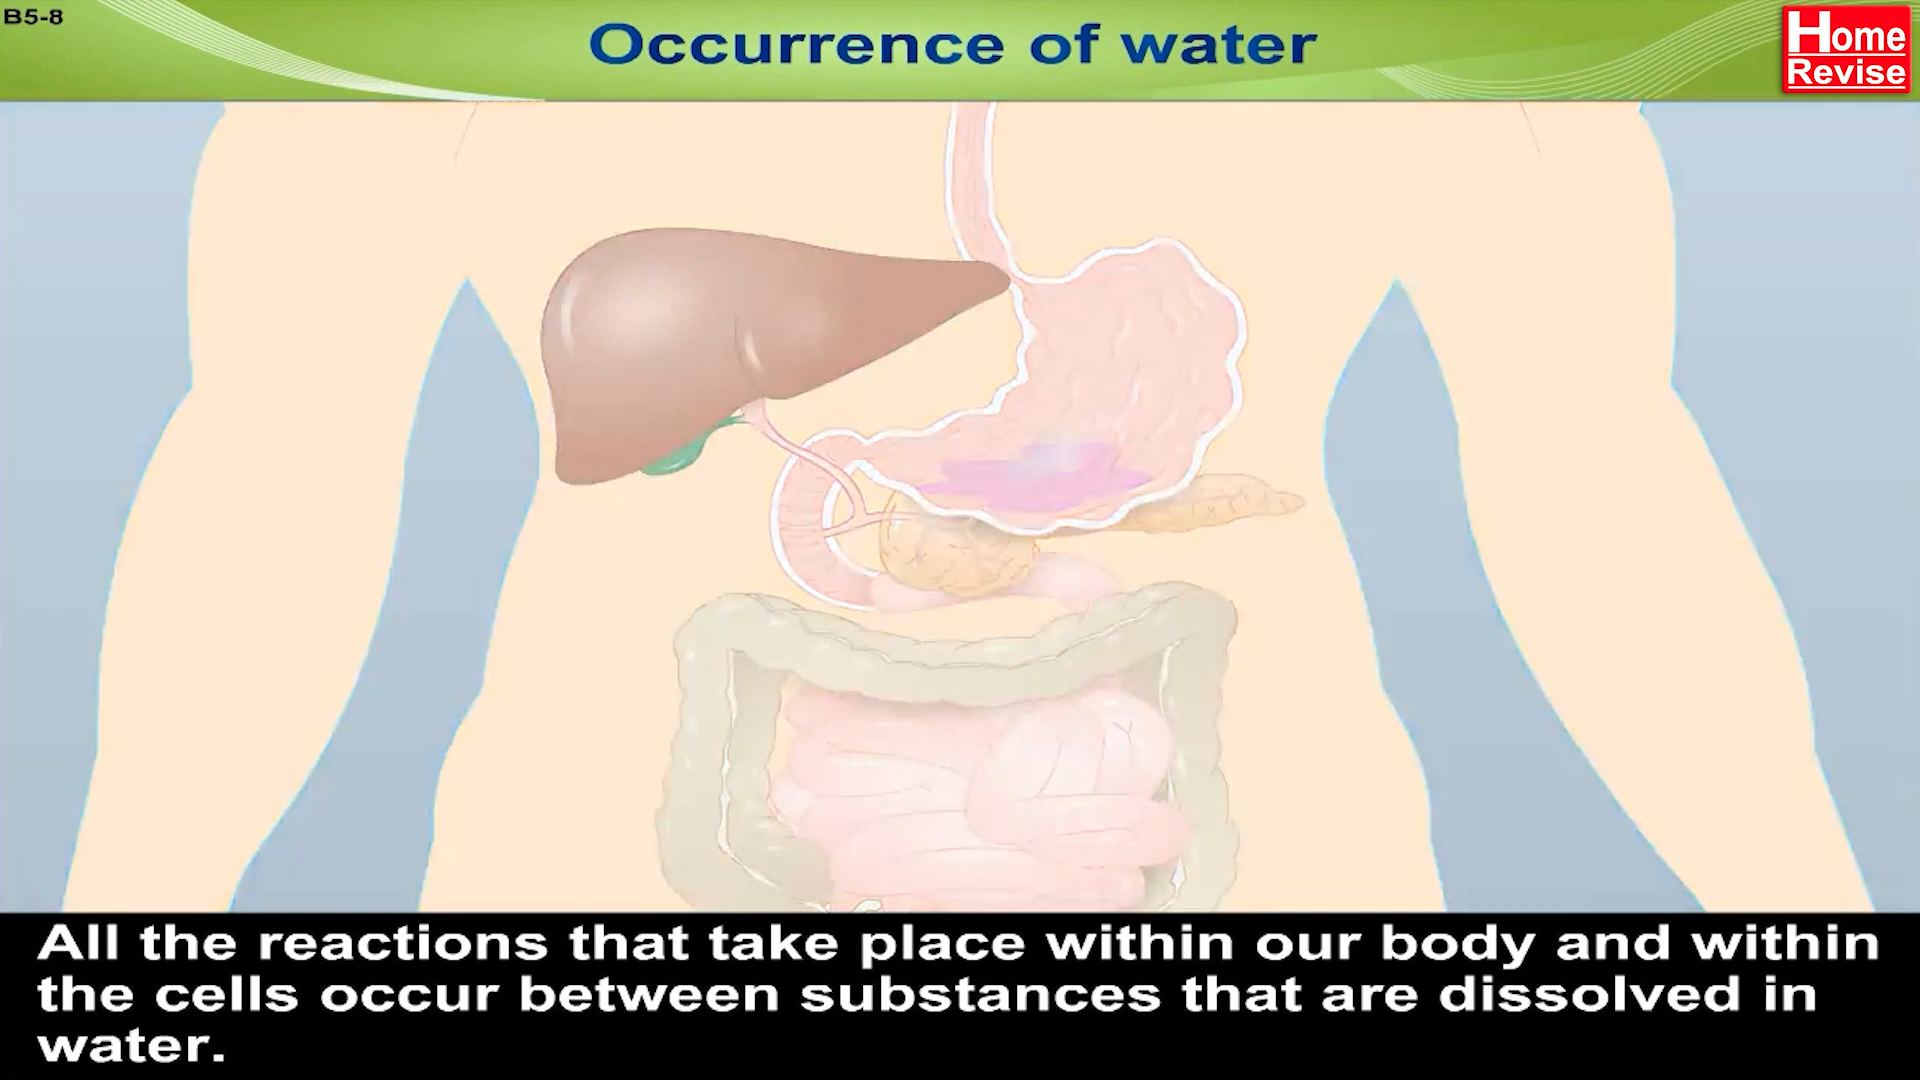 B5-8
Occurrence of water
Home
Revise
All the reactions that take place within our body and within
the cells occur between substances that are dissolved in
water.